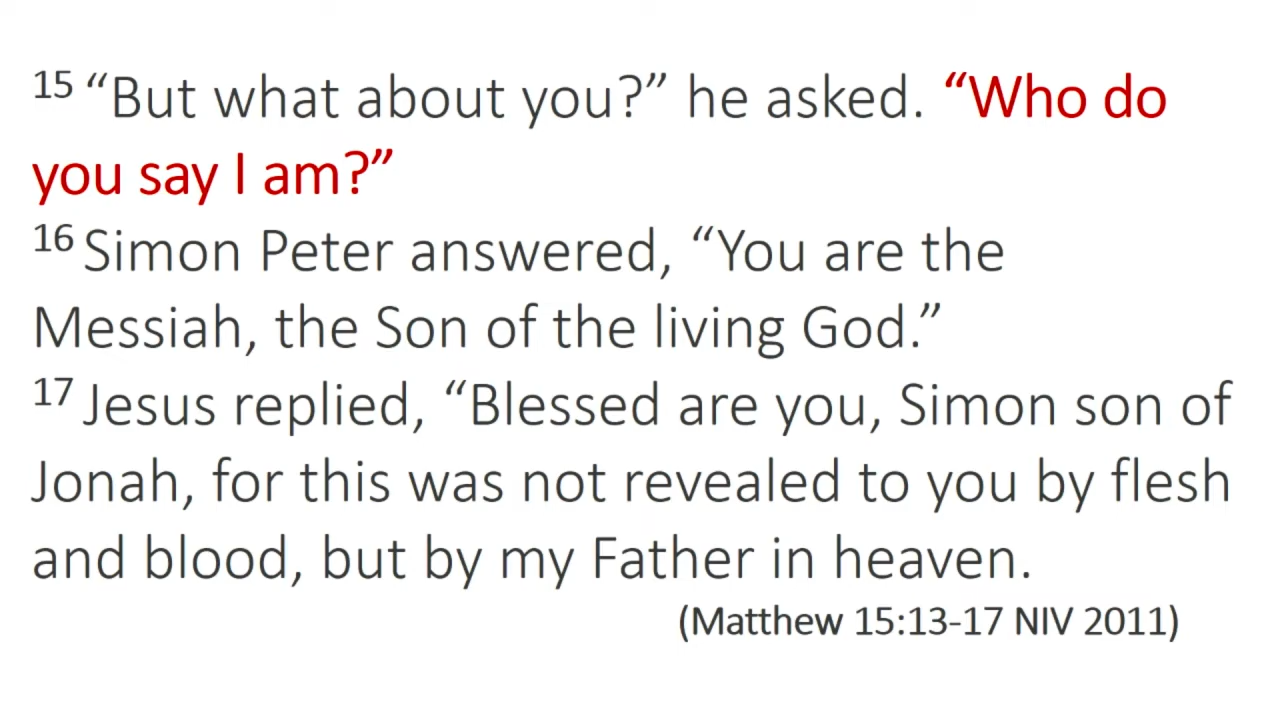 15 “But what about you?” he asked. “Who do
you say I am?”
16 Simon Peter answered, “You are the
Messiah, the Son of the living God.”
17 Jesus replied, “Blessed are you, Simon son of
Jonah, for this was not revealed to you by flesh
and blood, but by my Father in heaven.
(Matthew 15:13-17 NIV 2011)